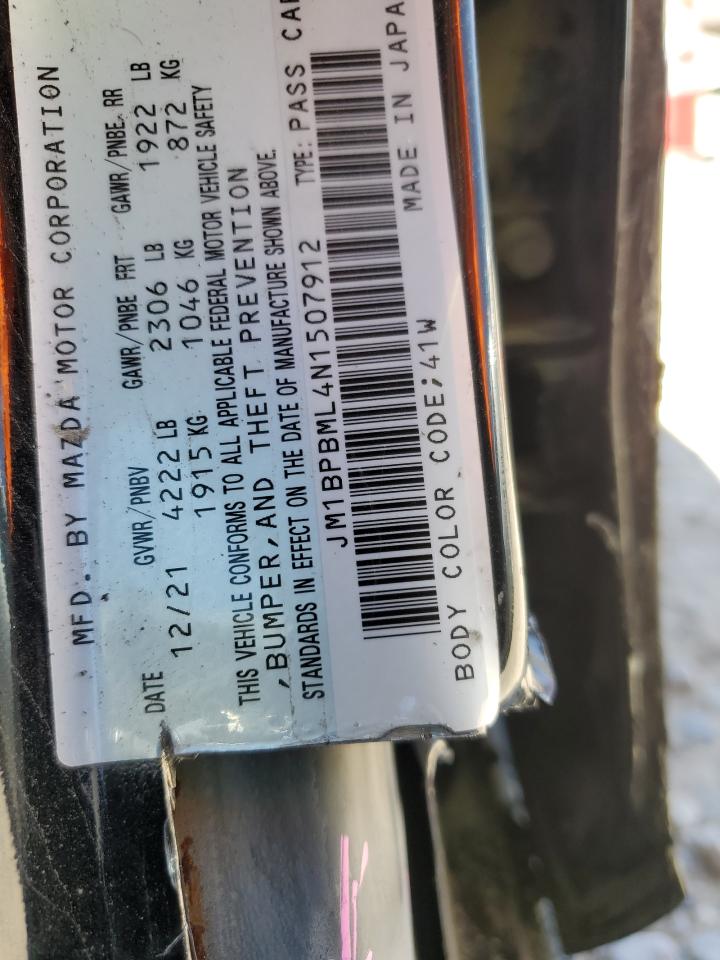 MFD. BY MAZDA MOTOR CORPORATION
DATE GVWR/PNBV GAWR/PNBE FRT GAWR/PNBE RR
12/21 4222 LB 2306 LB 1922 LB
1915 KG 1046 KG 872 KG
THIS VEHICLE CONFORMS TO ALL APPLICABLE FEDERAL MOTOR VEHICLE SAFETY
,BUMPER,AND THEFT PREVENTION
STANDARDS IN EFFECT ON THE DATE OF MANUFACTURE SHOWN ABOVE.
JM1BPBML4N1507912 TYPE: PASS CAR
BODY COLOR CODE;41W MADE IN JAPA